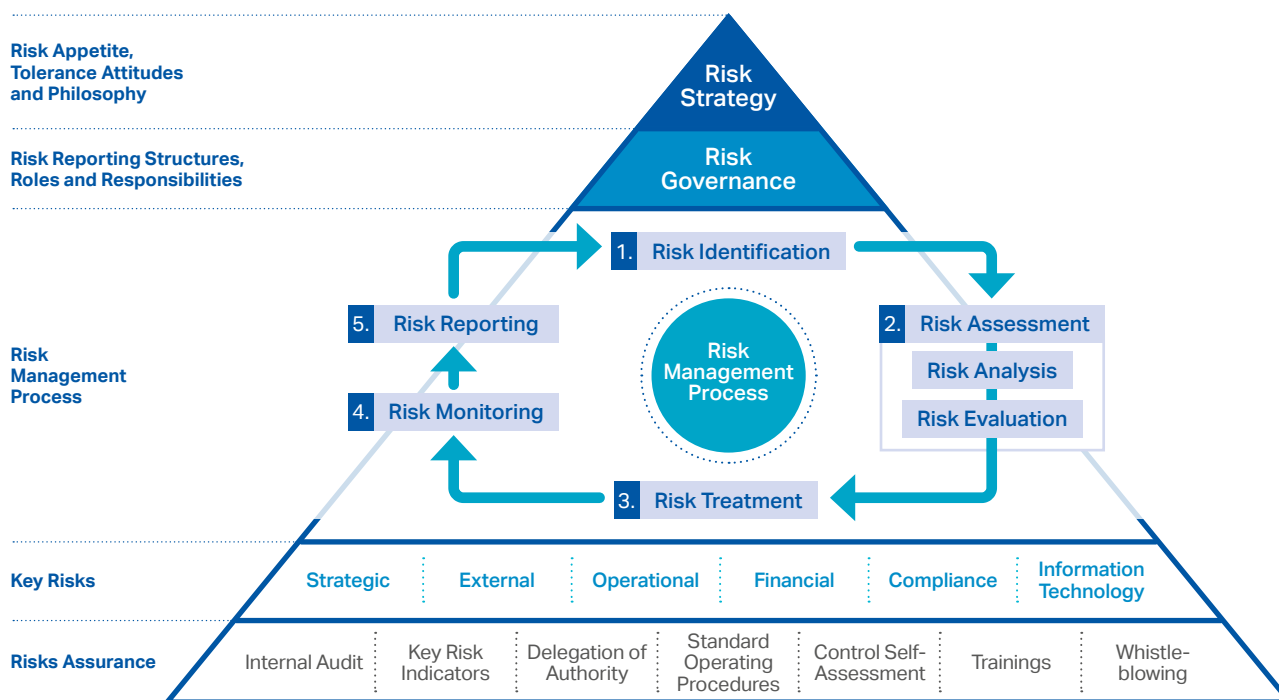 Risk Appetite,
Tolerance Attitudes
and Philosophy
Risk
Strategy
Risk Reporting Structures,
Roles and Responsibilities
Risk
Governance
Risk
Management
Process
1. Risk Identification
2. Risk Assessment
Risk Analysis
Risk Evaluation
3. Risk Treatment
4. Risk Monitoring
5. Risk Reporting
Risk
Management
Process
Key Risks
Strategic
External
Operational
Financial
Compliance
Information
Technology
Risks Assurance
Internal Audit
Key Risk
Indicators
Delegation of
Authority
Standard
Operating
Procedures
Control Self-
Assessment
Trainings
Whistle-
blowing